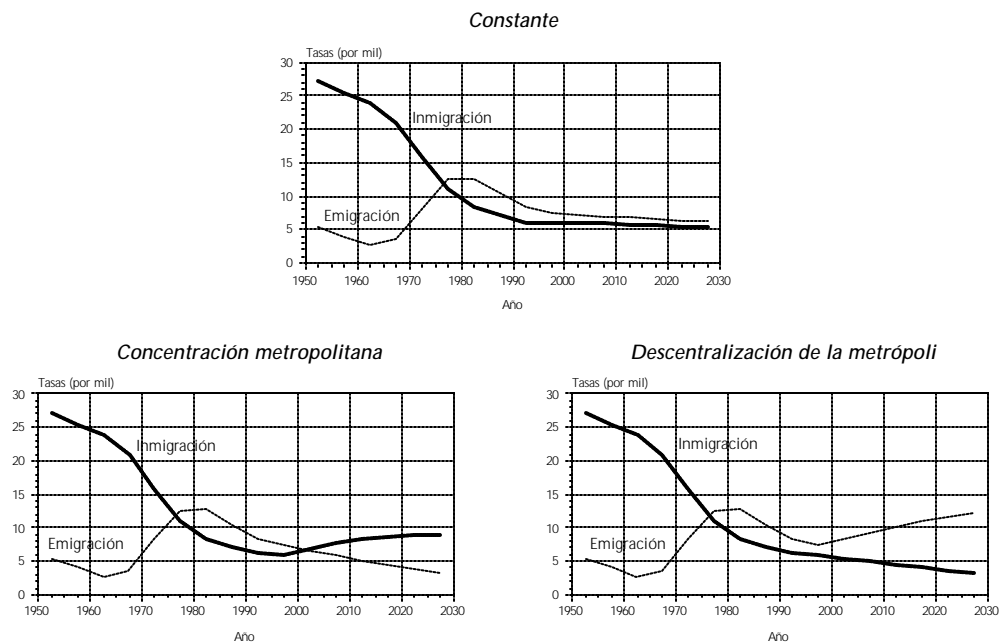 Constante
Tasas (por mil)
30
25
20
15
10
5
0
Inmigración
Emigración
1950 1960 1970 1980 1990 2000 2010 2020 2030
Año
Concentración metropolitana
Tasas (por mil)
30
25
20
15
10
5
0
Inmigración
Emigración
1950 1960 1970 1980 1990 2000 2010 2020 2030
Año
Descentralización de la metrópoli
Tasas (por mil)
30
25
20
15
10
5
0
Inmigración
Emigración
1950 1960 1970 1980 1990 2000 2010 2020 2030
Año